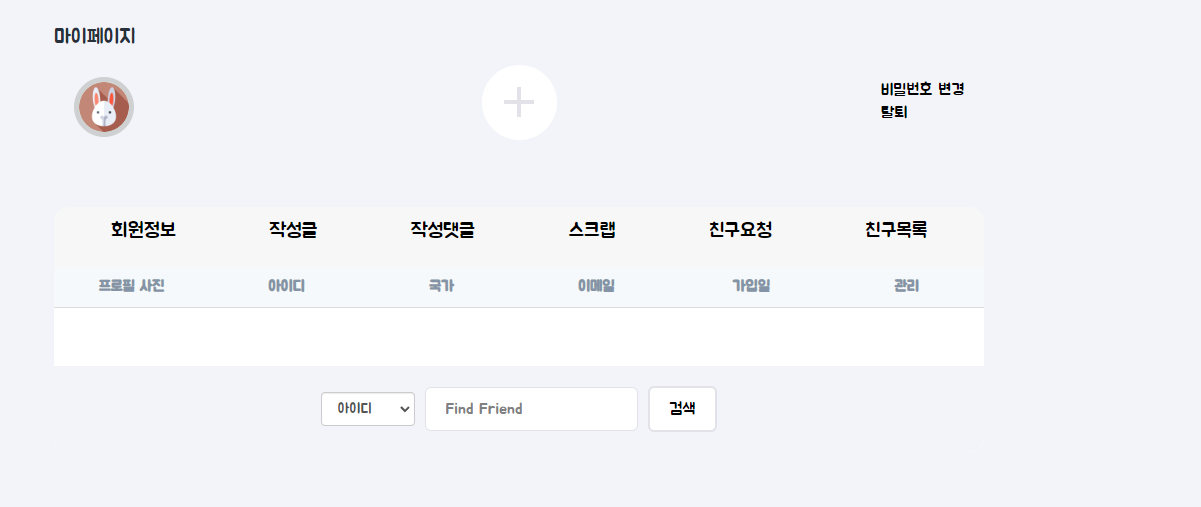 마이페이지
비밀번호 변경
탈퇴
회원정보 작성글 작성댓글 스크랩 친구요청 친구목록
프로필 사진 아이디 국가 이메일 가입일 관리
아이디 Find Friend 검색